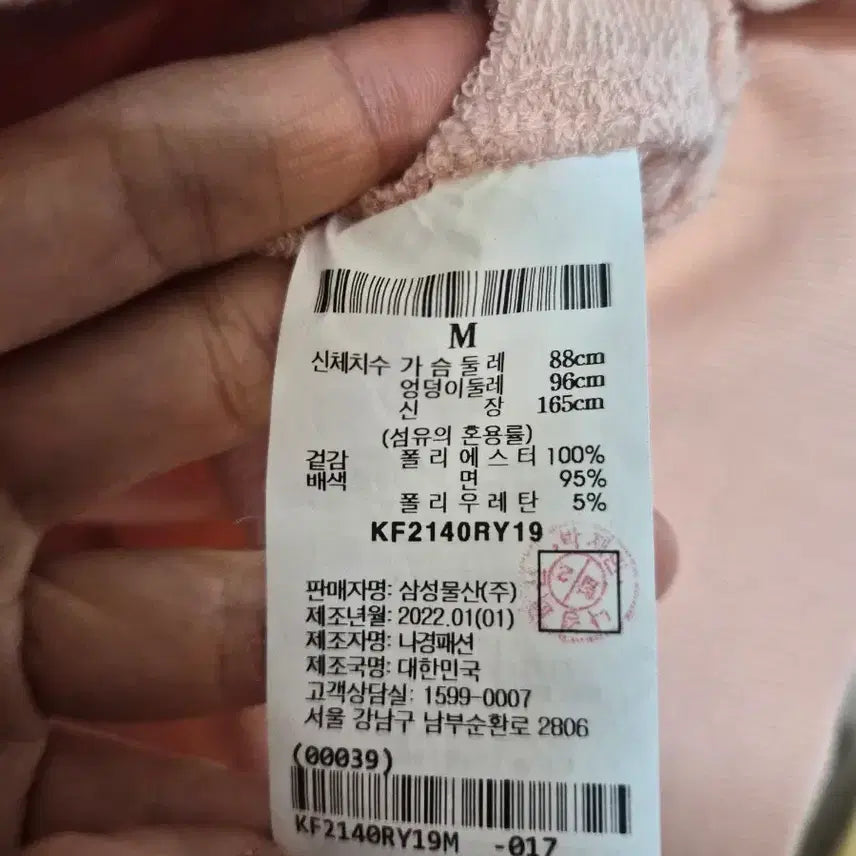 M
신체치수 가슴둘레 88cm
엉덩이둘레 96cm
신장 165cm
(섬유의 혼용률)
겉감 폴리에스터 100%
배색 면 95%
폴리우레탄 5%
KF2140RY19
판매자명: 삼성물산(주)
제조년월: 2022.01(01)
제조자명: 나경패션
제조국명: 대한민국
고객상담실: 1599-0007
서울 강남구 남부순환로 2806
(00039)
KF2140RY19M -017